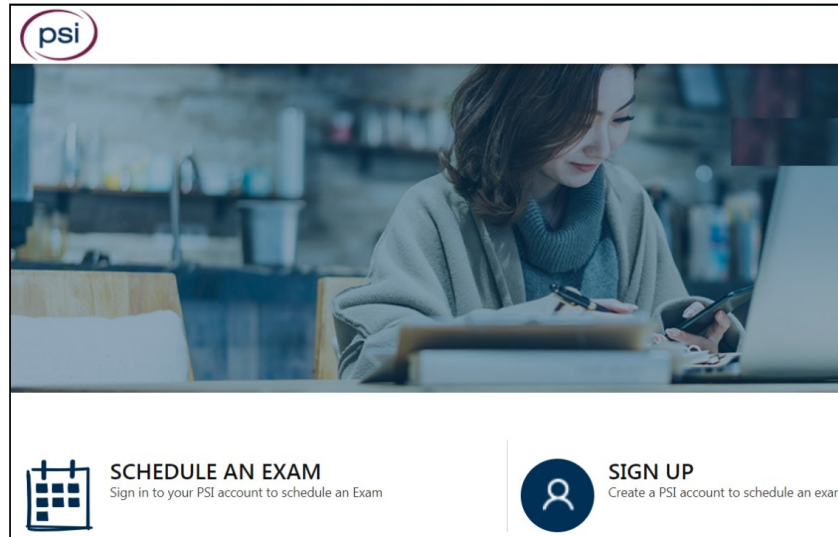 psi
SCHEDULE AN EXAM
Sign in to your PSI account to schedule an Exam
SIGN UP
Create a PSI account to schedule an exam